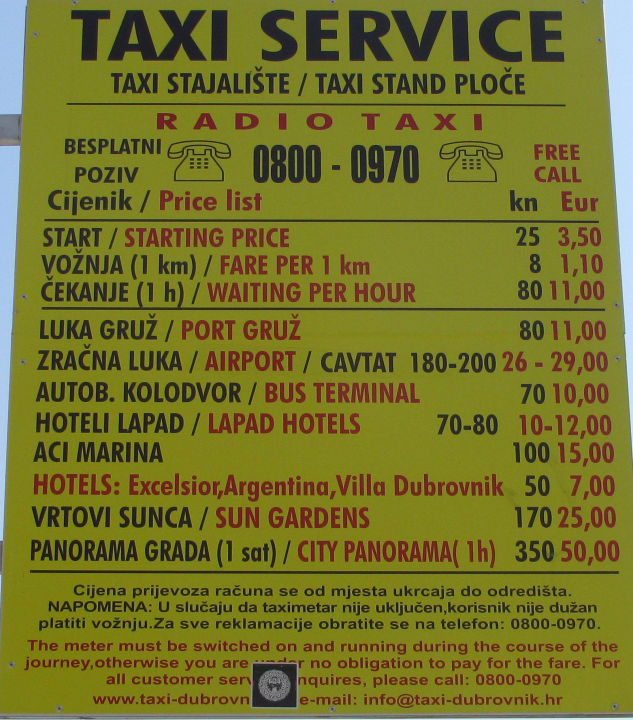 TAXI SERVICE
TAXI STAJALIŠTE / TAXI STAND PLOČE
RADIO TAXI
BESPLATNI POZIV 0800 - 0970 FREE CALL
Cijenik / Price list kn Eur
START / STARTING PRICE 25 3,50
VOŽNJA (1 km) / FARE PER 1 km 8 1,10
ČEKANJE (1 h) / WAITING PER HOUR 80 11,00
LUKA GRUŽ / PORT GRUŽ 80 11,00
ZRAČNA LUKA / AIRPORT / CAVTAT 180-200 26 - 29,00
AUTOB. KOLODVOR / BUS TERMINAL 70 10,00
HOTELI LAPAD / LAPAD HOTELS 70-80 10-12,00
ACI MARINA 100 15,00
HOTELS: Excelsior,Argentina,Villa Dubrovnik 50 7,00
VRTOVI SUNCA / SUN GARDENS 170 25,00
PANORAMA GRADA (1 sat) / CITY PANORAMA( 1h) 350 50,00
Cijena prijevoza računa se od mjesta ukrcaja do odredišta.
NAPOMENA: U slučaju da taximetar nije uključen,korisnik nije dužan
platiti vožnju.Za sve reklamacije obratite se na telefon: 0800-0970.
The meter must be switched on and running during the course of the
journey,otherwise you are under no obligation to pay for the fare. For
all customer inquires, please call: 0800-0970
www.taxi-dubrovn e-mail: info@taxi-dubrovnik.hr